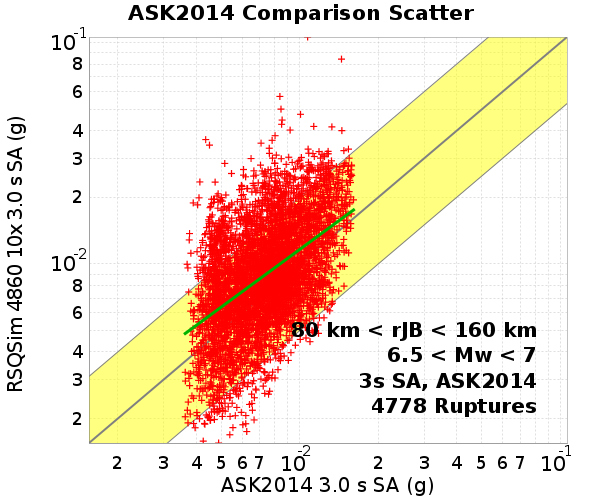 ASK2014 Comparison Scatter
RSQSim 4860 10x 3.0 s SA (g)
10⁻¹
8
6
4
3
2
10⁻²
8
6
4
3
2
80 km < rJB < 160 km
6.5 < Mw < 7
3s SA, ASK2014
4778 Ruptures
2 3 4 5 6 7 10⁻² 2 3 4 5 6 7 10⁻¹
ASK2014 3.0 s SA (g)